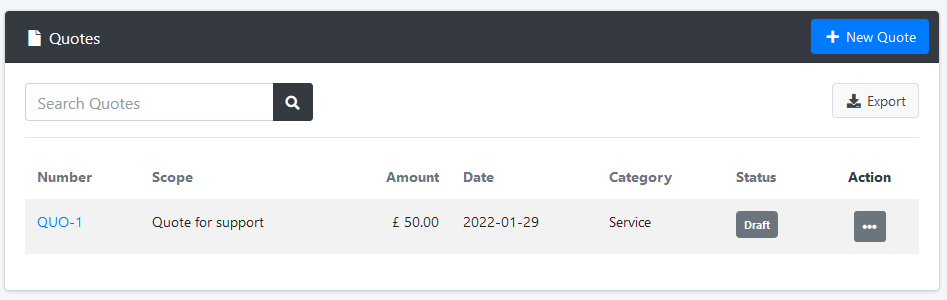 Quotes
New Quote
Search Quotes
Export
Number Scope Amount Date Category Status Action
QUO-1 Quote for support £ 50.00 2022-01-29 Service Draft